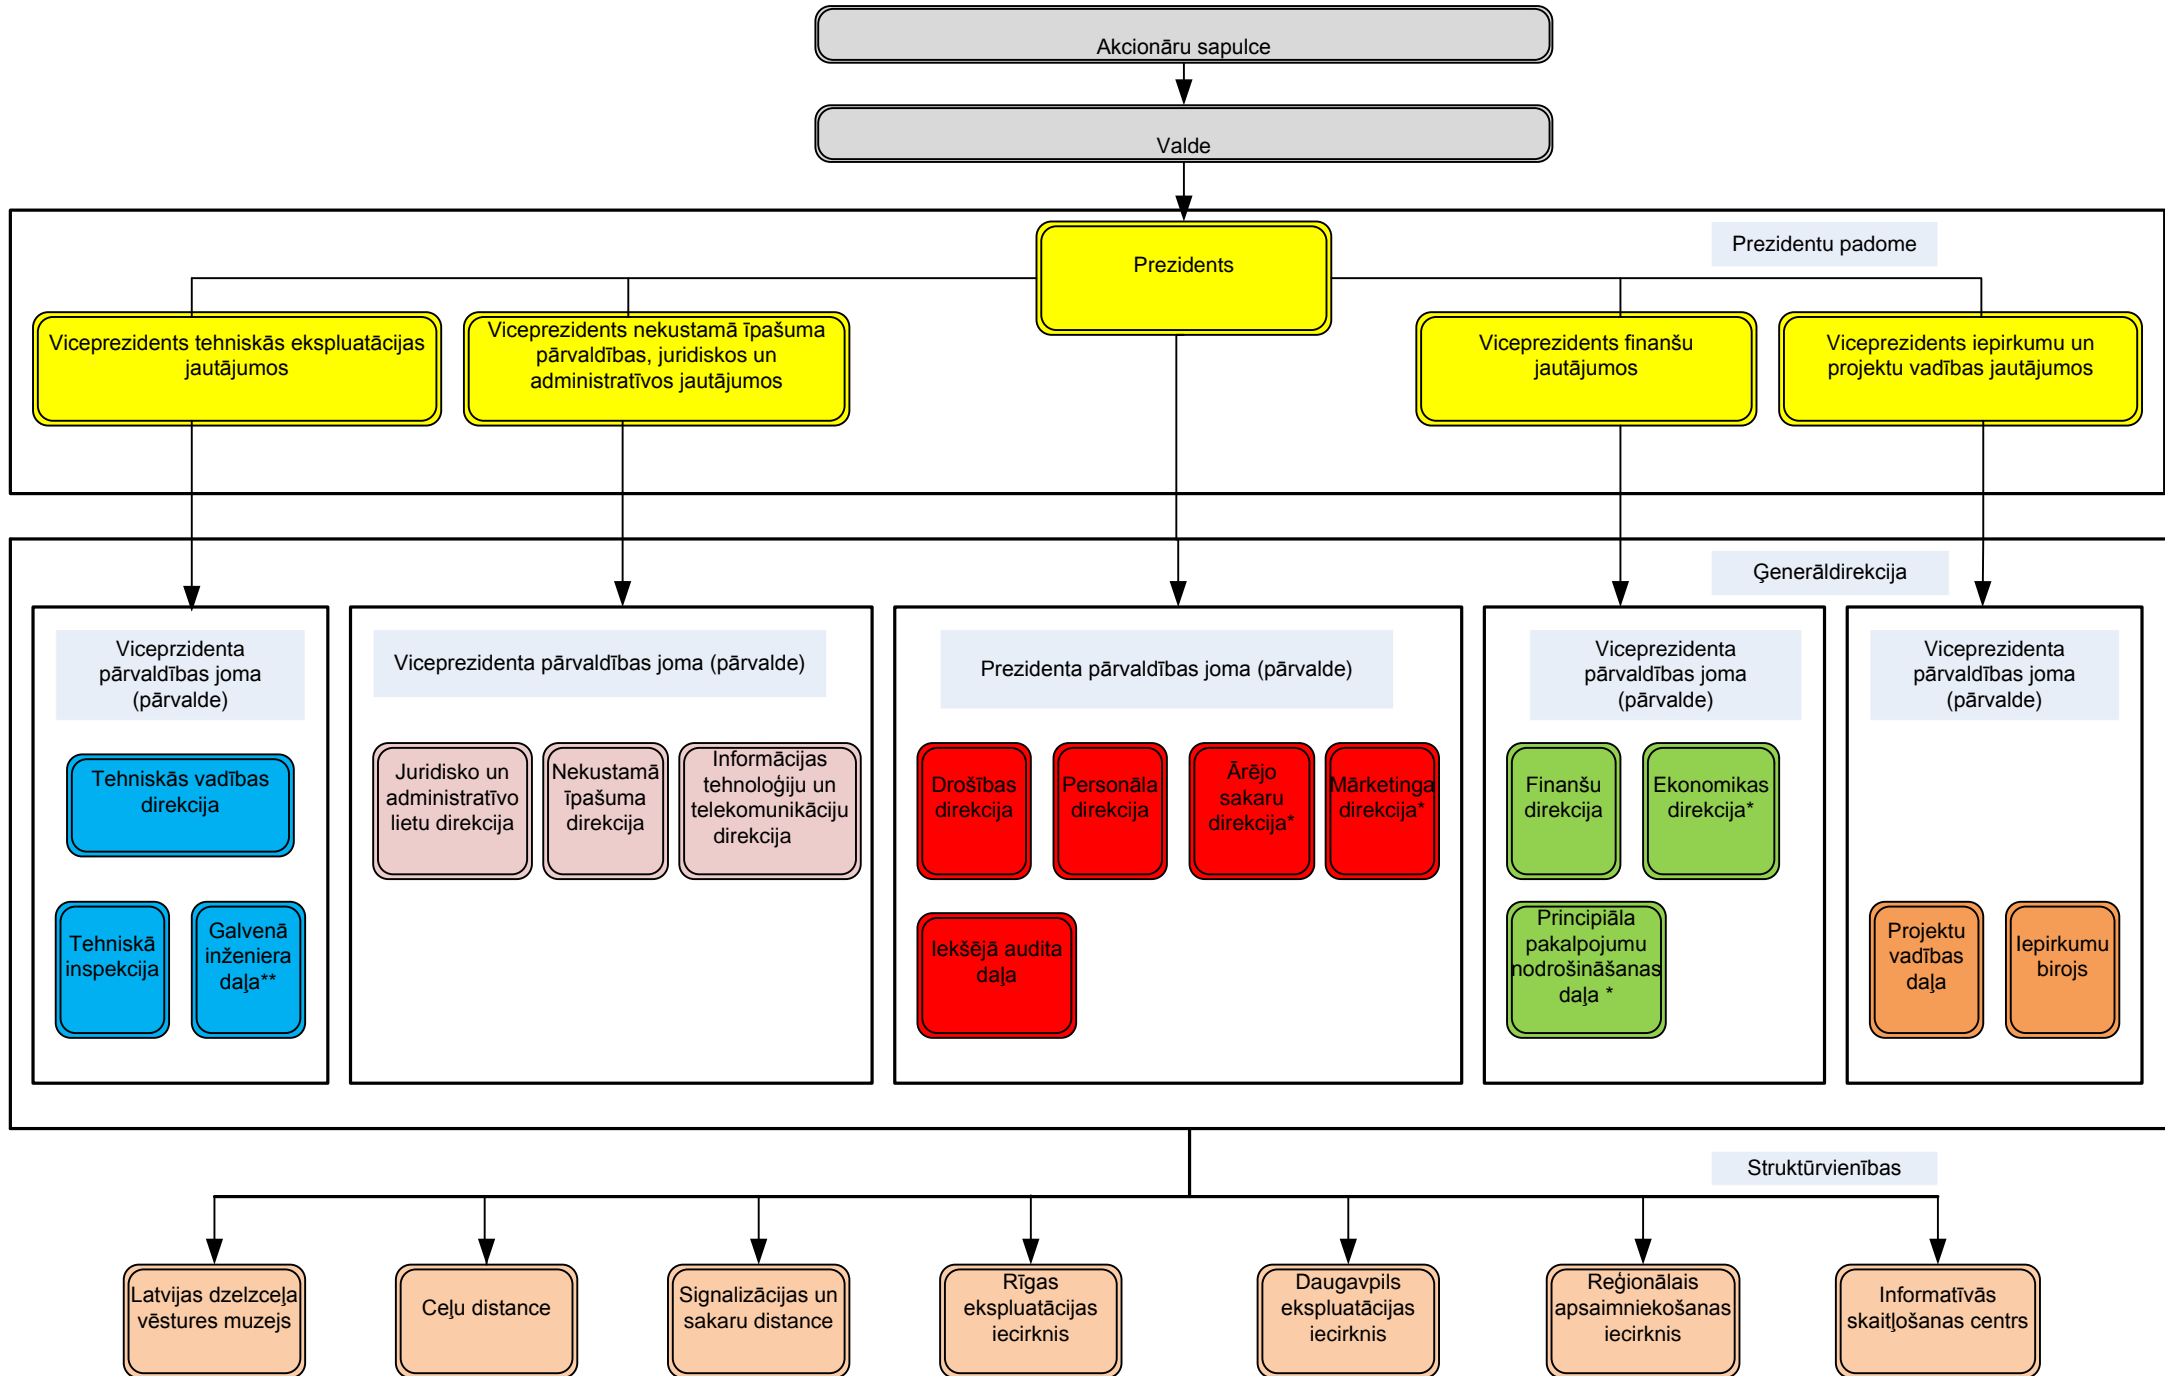 Akcionāru sapulce
Valde
Prezidentu padome
Prezidents
Viceprezidents tehniskās ekspluatācijas
jautājumos
Viceprezidents nekustamā īpašuma
pārvaldības, juridiskos un
administratīvos jautājumos
Viceprezidents finanšu
jautājumos
Viceprezidents iepirkumu un
projektu vadības jautājumos
Ģenerāldirekcija
Viceprzidenta
pārvaldības joma
(pārvalde)
Viceprezidenta pārvaldības joma (pārvalde)
Prezidenta pārvaldības joma (pārvalde)
Viceprezidenta
pārvaldības joma
(pārvalde)
Viceprezidenta
pārvaldības joma
(pārvalde)
Tehniskās vadības
direkcija
Juridisko un
administratīvo
lietu direkcija
Nekustamā
īpašuma
direkcija
Informācijas
tehnoloģiju un
telekomunikāciju
direkcija
Drošības
direkcija
Personāla
direkcija
Ārējo
sakaru
direkcija*
Mārketinga
direkcija*
Finanšu
direkcija
Ekonomikas
direkcija*
Tehniskā
inspekcija
Galvenā
inženiera
daļa**
Iekšējā audita
daļa
Principiāla
pakalpojumu
nodrošināšanas
daļa *
Projektu
vadības
daļa
Iepirkumu
birojs
Struktūrvienības
Latvijas dzelzceļa
vēstures muzejs
Ceļu distance
Signalizācijas un
sakaru distance
Rīgas
ekspluatācijas
iecirknis
Daugavpils
ekspluatācijas
iecirknis
Reģionālais
apsaimniekošanas
iecirknis
Informatīvās
skaitļošanas centrs